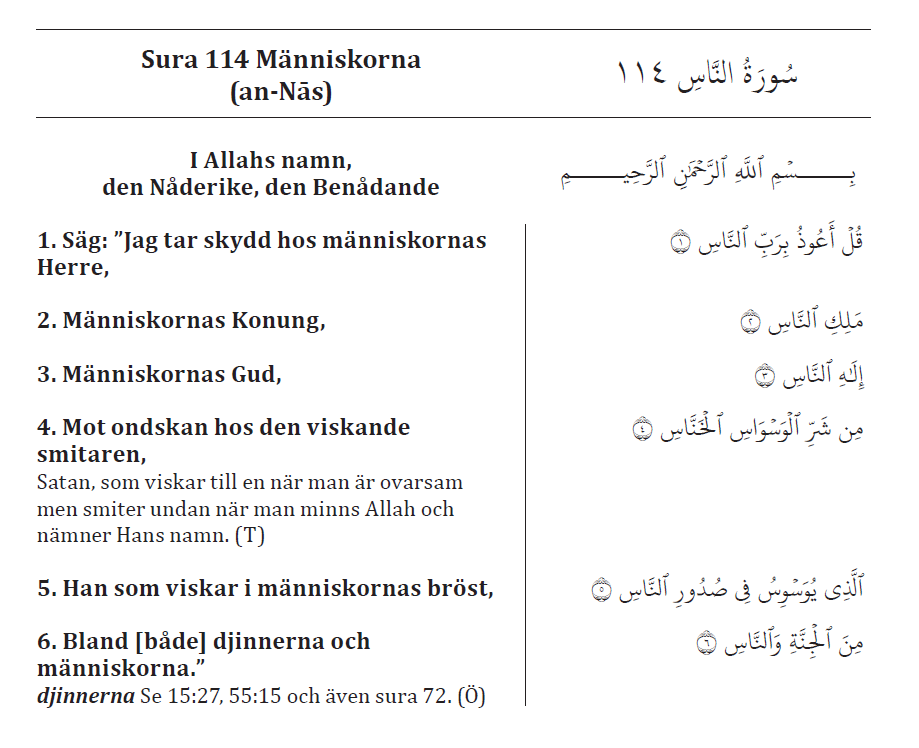 Sura 114 Människorna
(an-Nās)
سُورَةُ النَّاسِ ١١٤
I Allahs namn,
den Nåderike, den Benådande
بِسْمِ ٱللَّهِ ٱلرَّحْمَٰنِ ٱلرَّحِيمِ
1. Säg: ”Jag tar skydd hos människornas
Herre,
قُلْ أَعُوذُ بِرَبِّ ٱلنَّاسِ ١
2. Människornas Konung,
مَلِكِ ٱلنَّاسِ ٢
3. Människornas Gud,
إِلَٰهِ ٱلنَّاسِ ٣
4. Mot ondskan hos den viskande
smitaren,
مِن شَرِّ ٱلْوَسْوَاسِ ٱلْخَنَّاسِ ٤
Satan, som viskar till en när man är ovarsam
men smiter undan när man minns Allah och
nämner Hans namn. (T)
5. Han som viskar i människornas bröst,
ٱلَّذِى يُوَسْوِسُ فِى صُدُورِ ٱلنَّاسِ ٥
6. Bland [både] djinnerna och
människorna.”
مِنَ ٱلْجِنَّةِ وَٱلنَّاسِ ٦
djinnerna Se 15:27, 55:15 och även sura 72. (Ö)